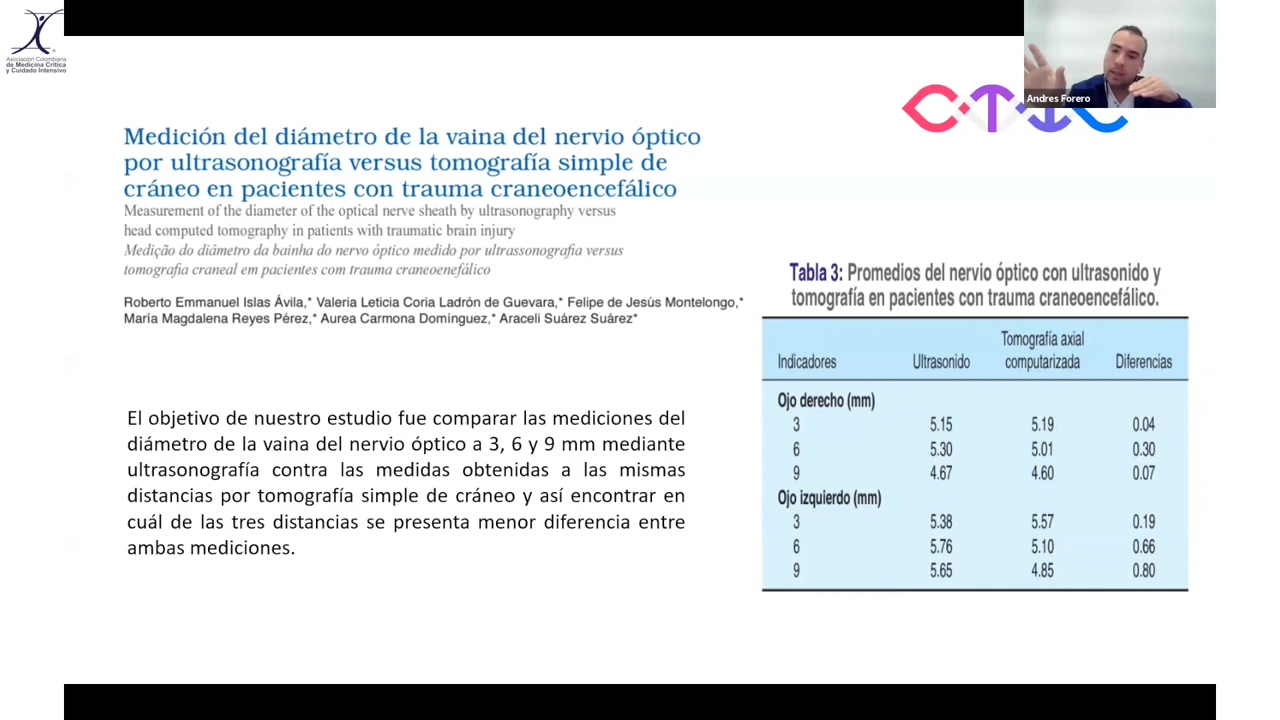 Asociación Colombiana
de Medicina Crítica
y Cuidado Intensivo
Andres Forero
CTIC
Medición del diámetro de la vaina del nervio óptico
por ultrasonografía versus tomografía simple de
cráneo en pacientes con trauma craneoencefálico
Measurement of the diameter of the optical nerve sheath by ultrasonography versus
head computed tomography in patients with traumatic brain injury
Medição do diâmetro da bainha do nervo óptico medido por ultrassonografia versus
tomografia craneal em pacientes com trauma craneoenefálico
Roberto Emmanuel Islas Ávila,* Valeria Leticia Coria Ladrón de Guevara,* Felipe de Jesús Montelongo,*
María Magdalena Reyes Pérez,* Aurea Carmona Domínguez,* Araceli Suárez Suárez*
El objetivo de nuestro estudio fue comparar las mediciones del
diámetro de la vaina del nervio óptico a 3, 6 y 9 mm mediante
ultrasonografía contra las medidas obtenidas a las mismas
distancias por tomografía simple de cráneo y así encontrar en
cuál de las tres distancias se presenta menor diferencia entre
ambas mediciones.
Tabla 3: Promedios del nervio óptico con ultrasonido y
tomografía en pacientes con trauma craneoencefálico.
Tomografía axial
Indicadores Ultrasonido computarizada Diferencias
Ojo derecho (mm)
3 5.15 5.19 0.04
6 5.30 5.01 0.30
9 4.67 4.60 0.07
Ojo izquierdo (mm)
3 5.38 5.57 0.19
6 5.76 5.10 0.66
9 5.65 4.85 0.80